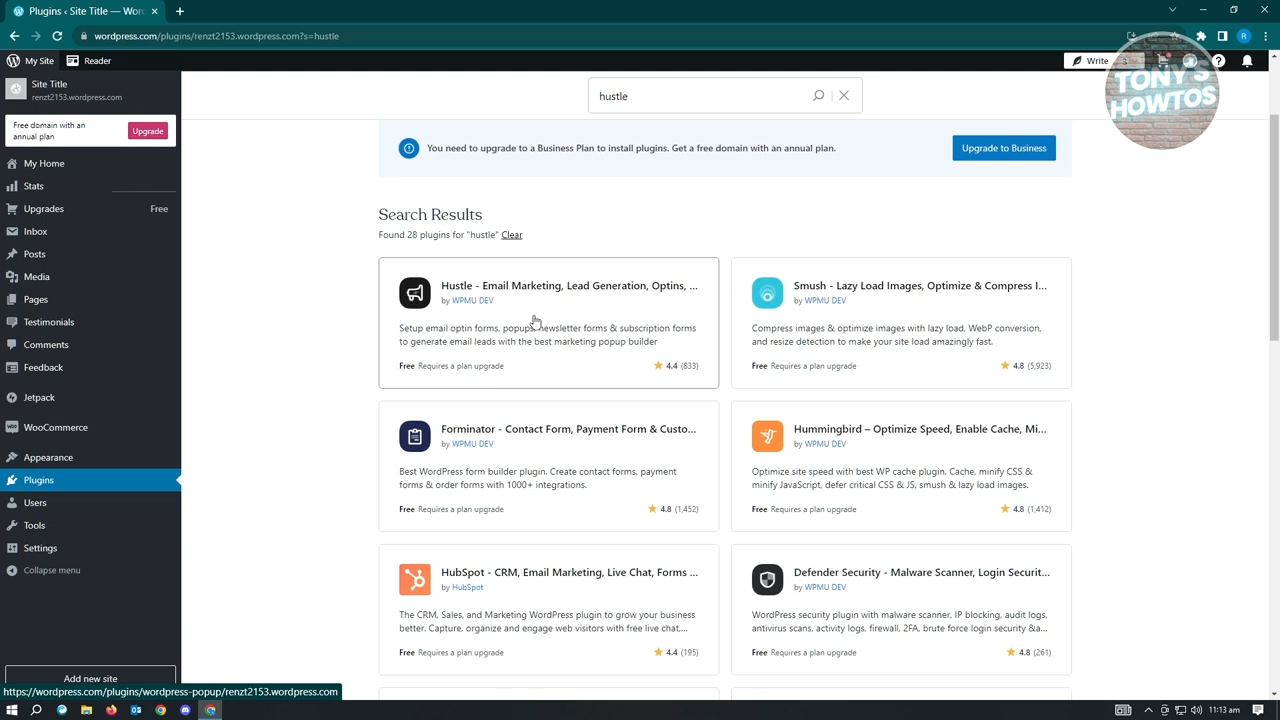 Plugins ‹ Site Title — Wor
wordpress.com/plugins/renzt2153.wordpress.com?s=hustle
My Site
Reader
Write
TONY'S
HOWTOS
Site Title
renzt2153.wordpress.com
Free domain with an
annual plan
Upgrade
My Home
Stats
Upgrades
Free
Inbox
Posts
Media
Pages
Testimonials
Comments
Feedback
Jetpack
WooCommerce
Appearance
Plugins
Users
Tools
Settings
Collapse menu
Add new site
hustle
You need to upgrade to a Business Plan to install plugins. Get a free domain with an annual plan.
Upgrade to Business
Search Results
Found 28 plugins for "hustle" Clear
Hustle - Email Marketing, Lead Generation, Optins, ...
by WPMU DEV
Setup email optin forms, popups, newsletter forms & subscription forms
to generate email leads with the best marketing popup builder
Free Requires a plan upgrade
4.4 (833)
Smush - Lazy Load Images, Optimize & Compress I...
by WPMU DEV
Compress images & optimize images with lazy load, WebP conversion,
and resize detection to make your site load amazingly fast.
Free Requires a plan upgrade
4.8 (5,923)
Forminator - Contact Form, Payment Form & Custo...
by WPMU DEV
Best WordPress form builder plugin. Create contact forms, payment
forms & order forms with 1000+ integrations.
Free Requires a plan upgrade
4.8 (1,452)
Hummingbird – Optimize Speed, Enable Cache, Mi...
by WPMU DEV
Optimize site speed with best WP cache plugin. Cache, minify CSS &
minify JavaScript, defer critical CSS & JS, smush & lazy load images.
Free Requires a plan upgrade
4.8 (1,412)
HubSpot - CRM, Email Marketing, Live Chat, Forms ...
by HubSpot
The CRM, Sales, and Marketing WordPress plugin to grow your business
better. Capture, organize and engage web visitors with free live chat,...
Free Requires a plan upgrade
4.4 (195)
Defender Security - Malware Scanner, Login Securit...
by WPMU DEV
WordPress security plugin with malware scanner, IP blocking, audit logs,
antivirus scans, activity logs, firewall, 2FA, brute force login security &a...
Free Requires a plan upgrade
4.8 (261)
https://wordpress.com/plugins/wordpress-popup/renzt2153.wordpress.com
11:13 am